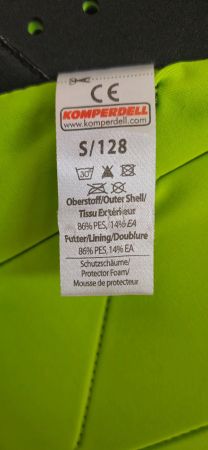 CE
KOMPERDELL
www.komperdell.com
S/128
30°
Oberstoff/Outer Shell/
Tissu Extérieur
86% PES, 14% EA
Futter/Lining/Doublure
86% PES, 14% EA
Schutzschäume/
Protector Foam/
Mousse de protecteur